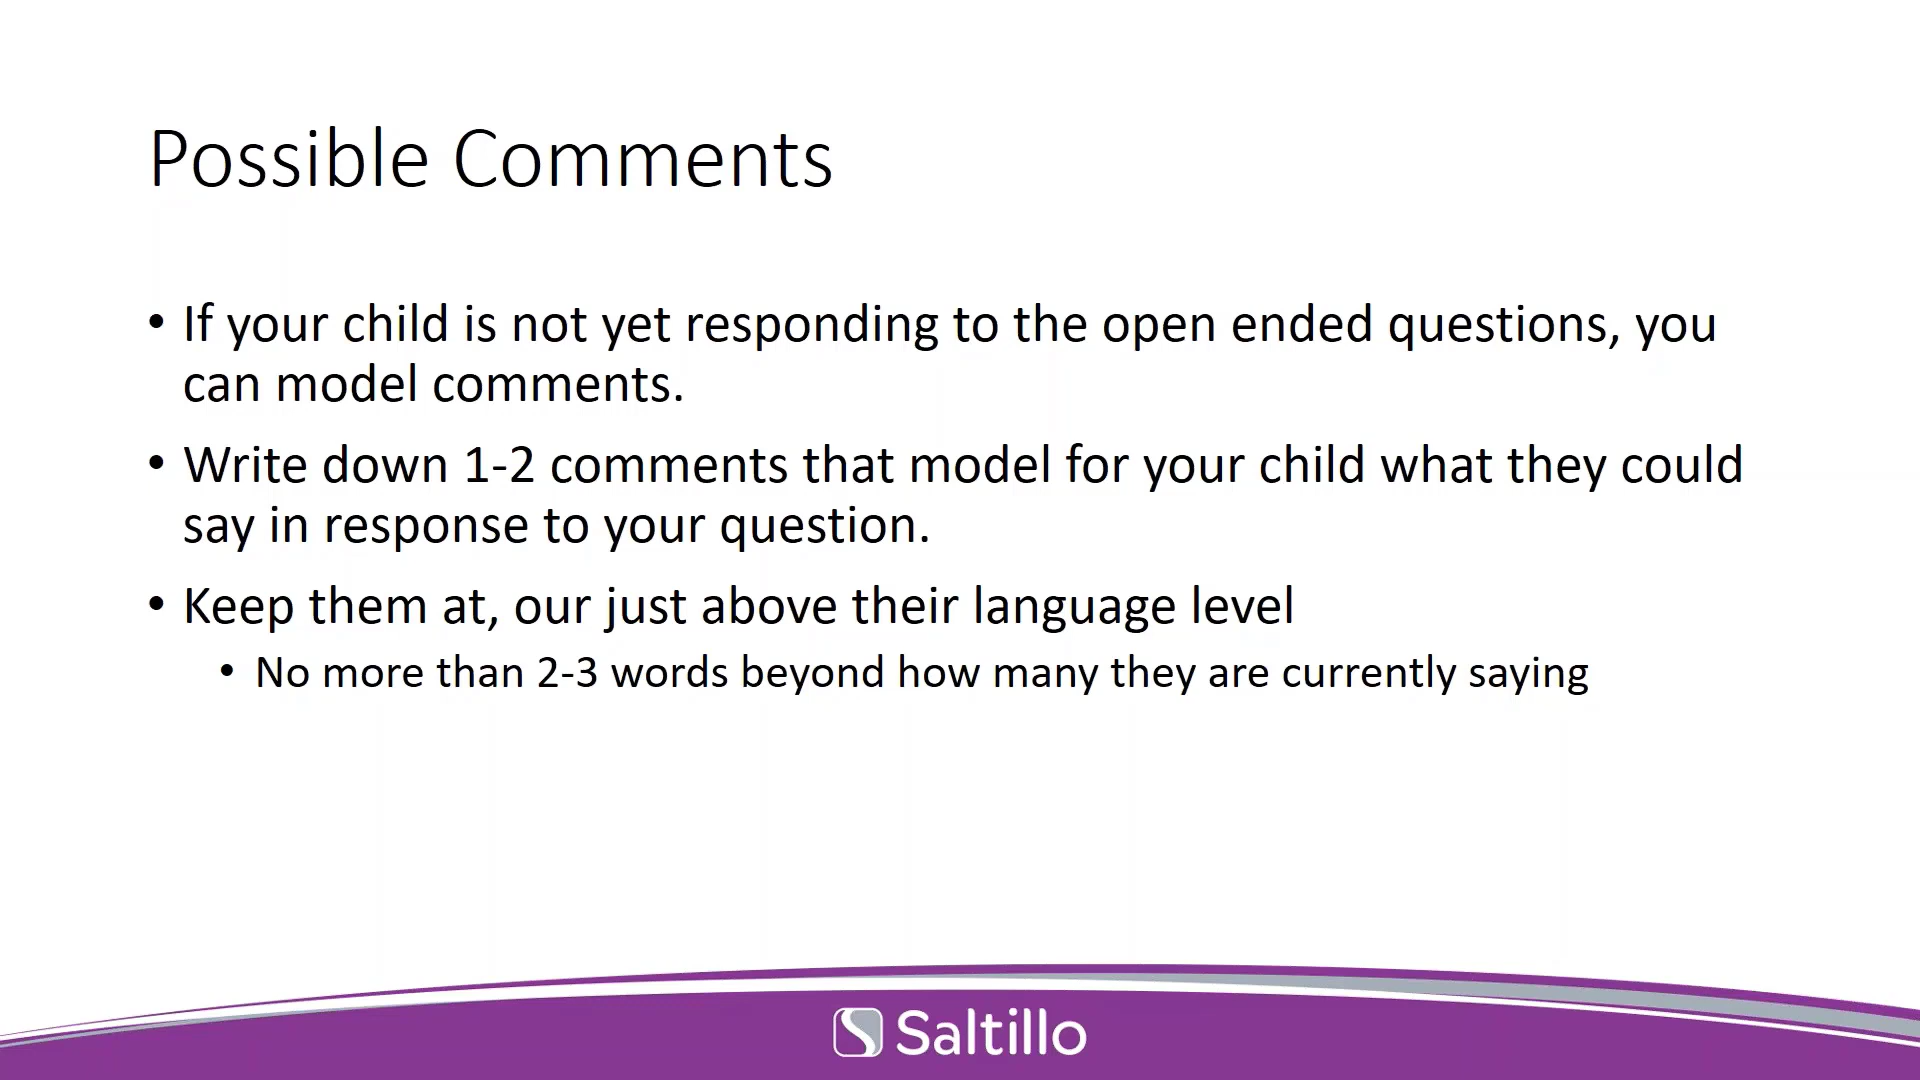 Possible Comments
• If your child is not yet responding to the open ended questions, you
can model comments.
• Write down 1-2 comments that model for your child what they could
say in response to your question.
• Keep them at, our just above their language level
• No more than 2-3 words beyond how many they are currently saying
Saltillo